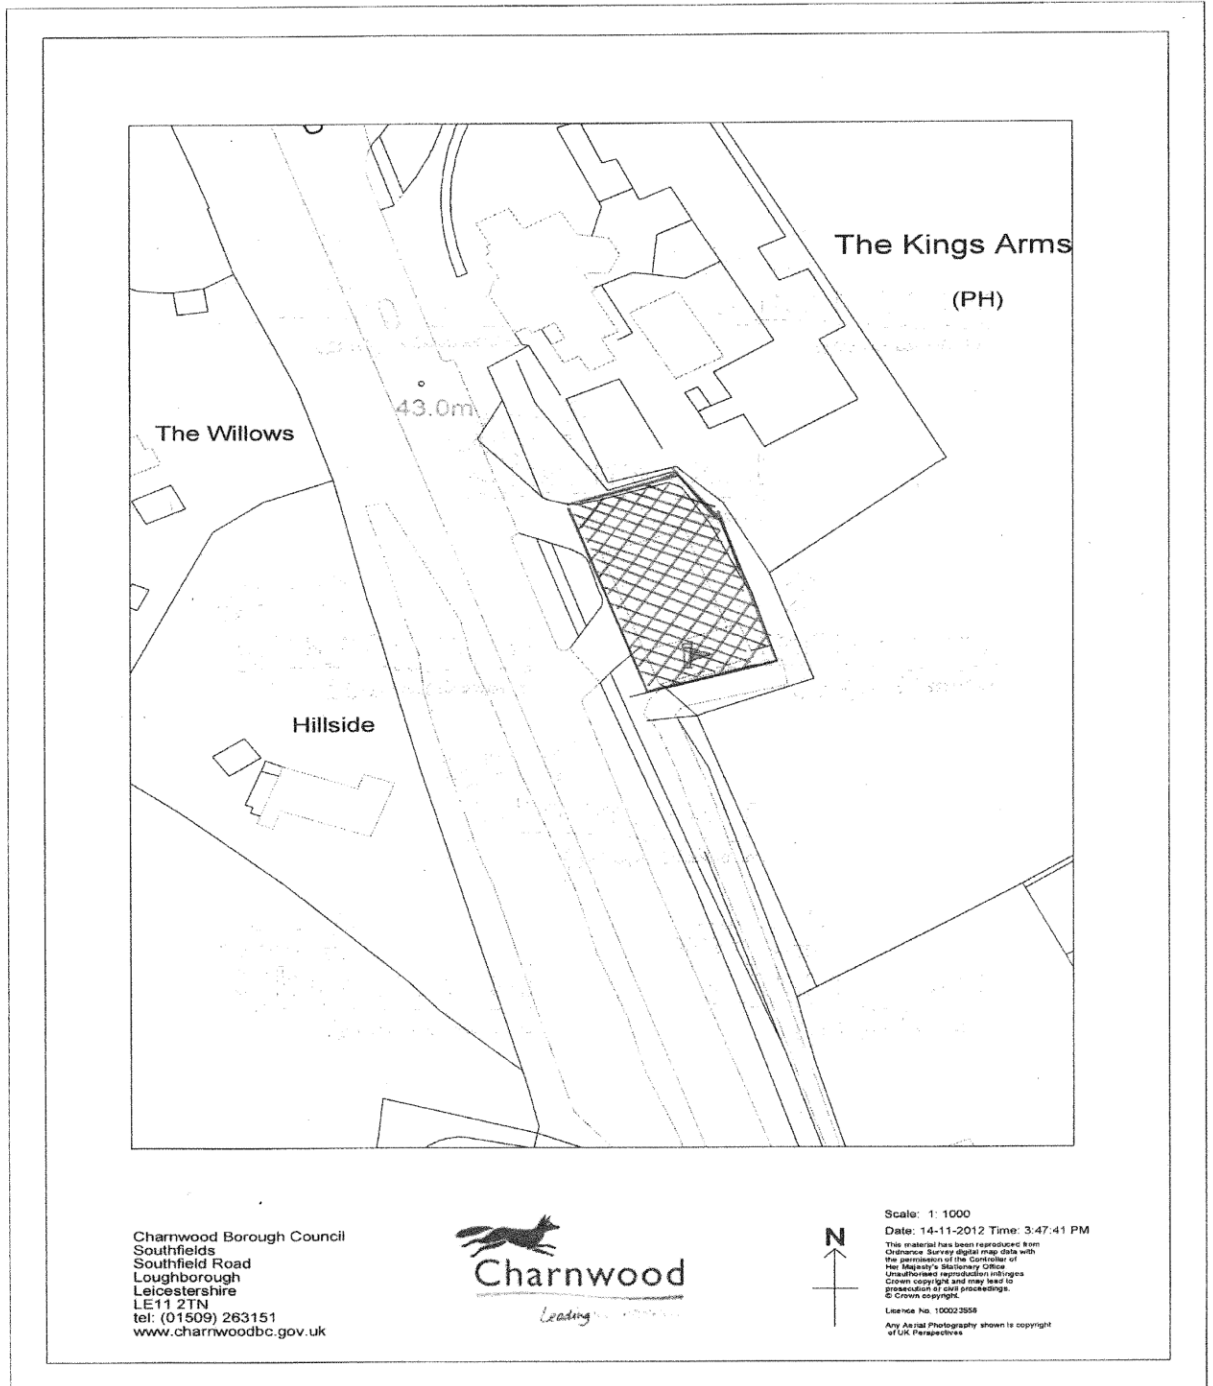 The Kings Arms
(PH)
43.0m
The Willows
Hillside
Charnwood Borough Council
Southfields
Southfield Road
Loughborough
Leicestershire
LE11 2TN
tel: (01509) 263151
www.charnwoodbc.gov.uk
Charnwood
Leading
N
Scale: 1: 1000
Date: 14-11-2012 Time: 3:47:41 PM
This material has been reproduced from
Ordnance Survey digital map data with
the permission of the Controller of
Her Majesty's Stationery Office
Unauthorised reproduction infringes
Crown copyright and may lead to
prosecution or civil proceedings.
© Crown copyright.
Licence No. 100023558
Any Aerial Photography shown is copyright
of UK Perspectives